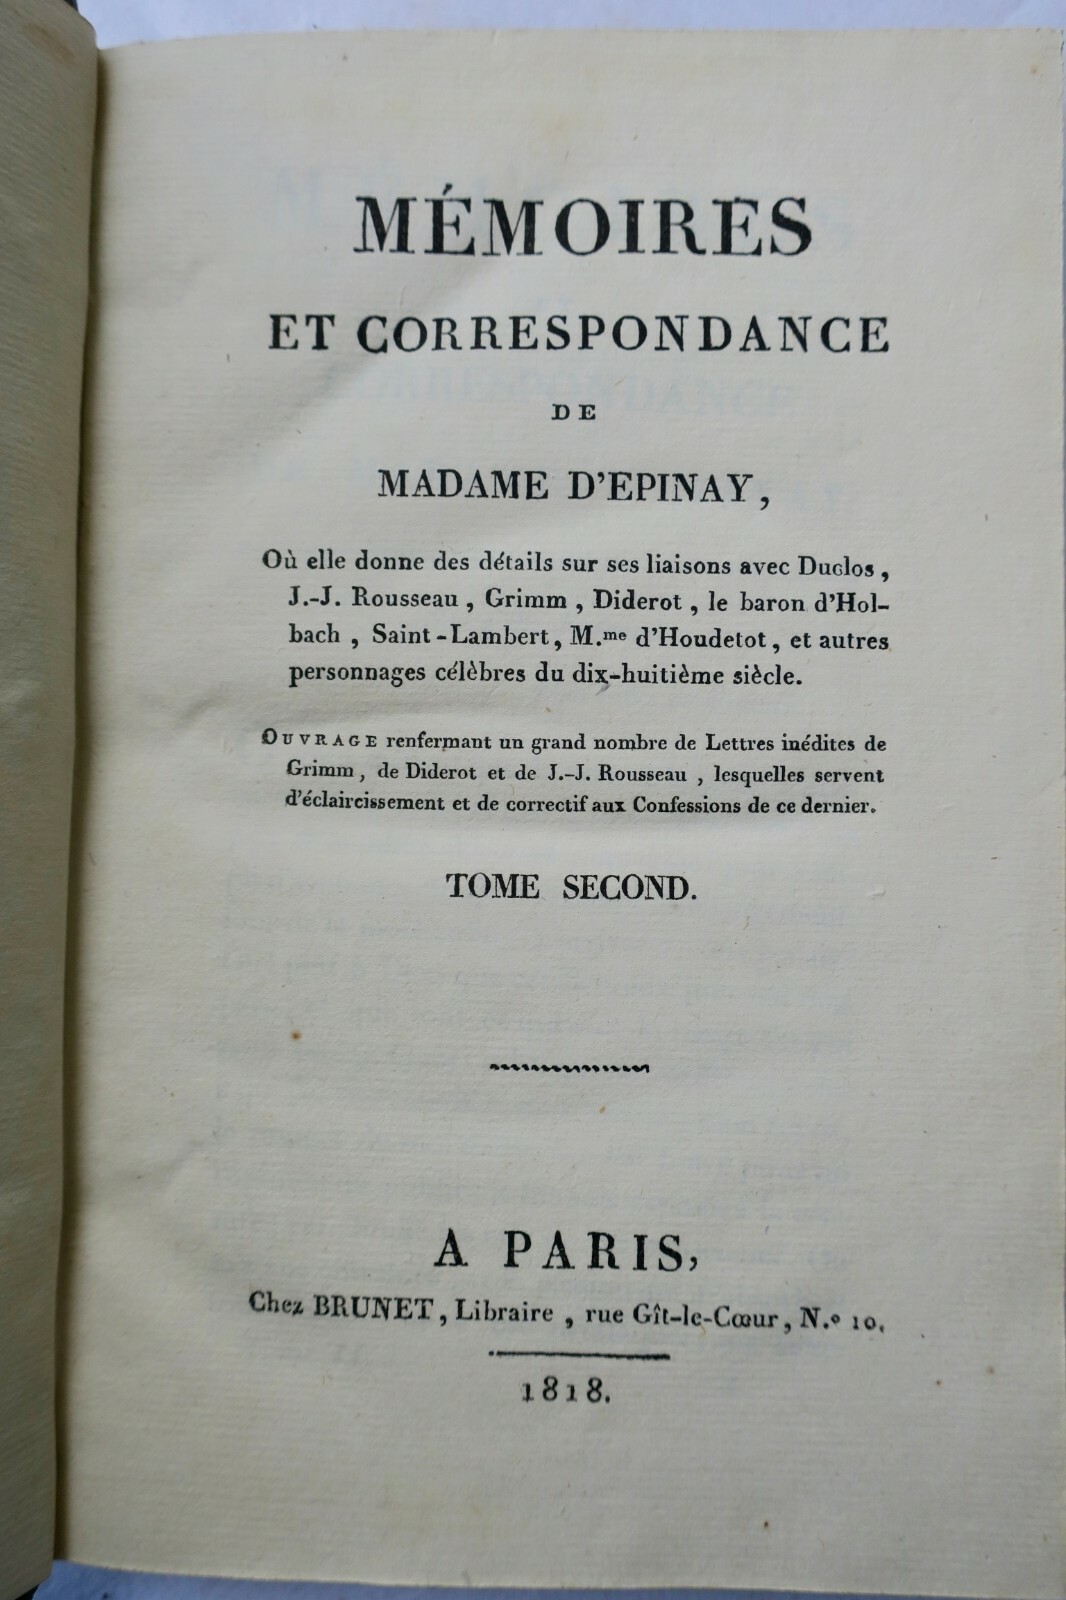 MÉMOIRES
ET CORRESPONDANCE
DE
MADAME D'EPINAY,
Où elle donne des détails sur ses liaisons avec Duclos,
J.-J. Rousseau, Grimm, Diderot, le baron d'Hol-
bach, Saint-Lambert, M.me d'Houdetot, et autres
personnages célèbres du dix-huitième siècle.
OUVRAGE renfermant un grand nombre de Lettres inédites de
Grimm, de Diderot et de J.-J. Rousseau, lesquelles servent
d'éclaircissement et de correctif aux Confessions de ce dernier.
TOME SECOND.
A PARIS,
Chez BRUNET, Libraire, rue Gît-le-Cœur, N.º 10.
1818.